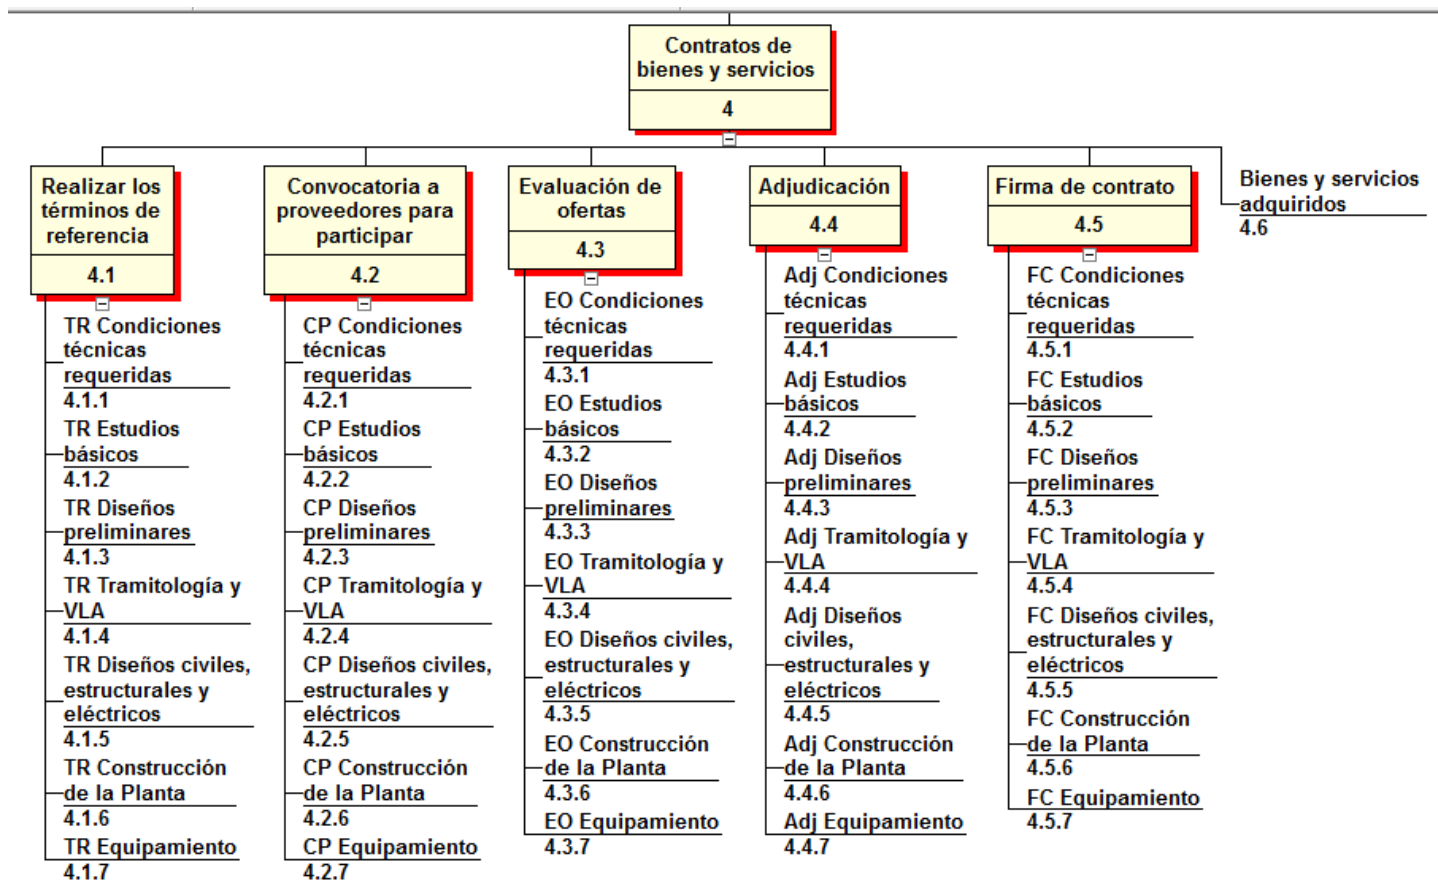 Contratos de
bienes y servicios
4
Realizar los
términos de
referencia
4.1
TR Condiciones
técnicas
requeridas
4.1.1
TR Estudios
básicos
4.1.2
TR Diseños
preliminares
4.1.3
TR Tramitología y
VLA
4.1.4
TR Diseños civiles,
estructurales y
eléctricos
4.1.5
TR Construcción
de la Planta
4.1.6
TR Equipamiento
4.1.7
Convocatoria a
proveedores para
participar
4.2
CP Condiciones
técnicas
requeridas
4.2.1
CP Estudios
básicos
4.2.2
CP Diseños
preliminares
4.2.3
CP Tramitología y
VLA
4.2.4
CP Diseños civiles,
estructurales y
eléctricos
4.2.5
CP Construcción
de la Planta
4.2.6
CP Equipamiento
4.2.7
Evaluación de
ofertas
4.3
EO Condiciones
técnicas
requeridas
4.3.1
EO Estudios
básicos
4.3.2
EO Diseños
preliminares
4.3.3
EO Tramitología y
VLA
4.3.4
EO Diseños civiles,
estructurales y
eléctricos
4.3.5
EO Construcción
de la Planta
4.3.6
EO Equipamiento
4.3.7
Adjudicación
4.4
Adj Condiciones
técnicas
requeridas
4.4.1
Adj Estudios
básicos
4.4.2
Adj Diseños
preliminares
4.4.3
Adj Tramitología y
VLA
4.4.4
Adj Diseños
civiles,
estructurales y
eléctricos
4.4.5
Adj Construcción
de la Planta
4.4.6
Adj Equipamiento
4.4.7
Firma de contrato
4.5
FC Condiciones
técnicas
requeridas
4.5.1
FC Estudios
básicos
4.5.2
FC Diseños
preliminares
4.5.3
FC Tramitología y
VLA
4.5.4
FC Diseños civiles,
estructurales y
eléctricos
4.5.5
FC Construcción
de la Planta
4.5.6
FC Equipamiento
4.5.7
Bienes y servicios
adquiridos
4.6